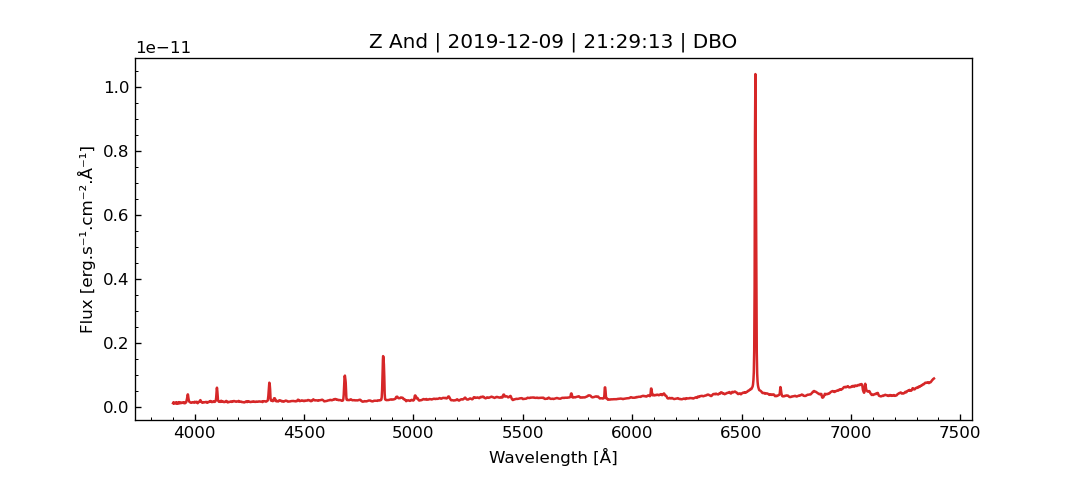 Z And | 2019-12-09 | 21:29:13 | DBO
1e−11
1.0
0.8
0.6
0.4
0.2
0.0
Flux [erg.s⁻¹.cm⁻².Å⁻¹]
4000 4500 5000 5500 6000 6500 7000 7500
Wavelength [Å]